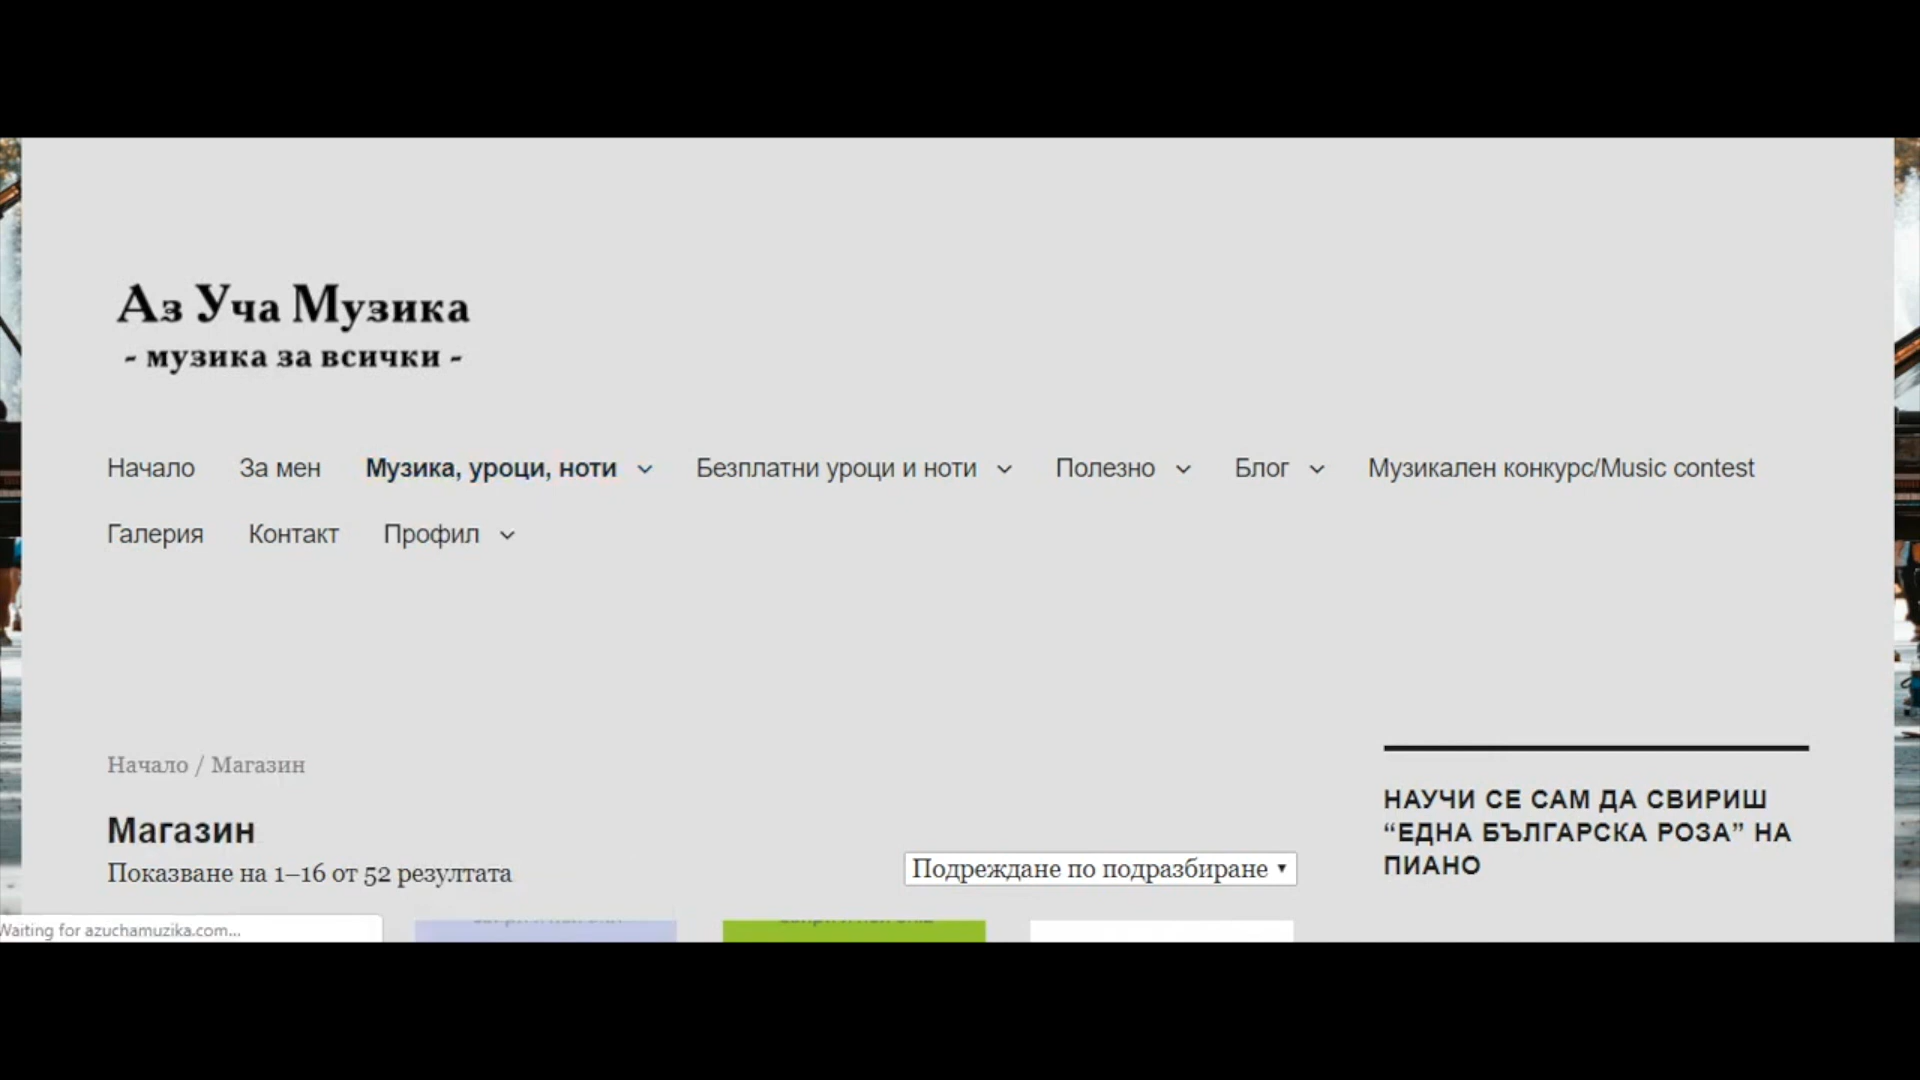 Аз Уча Музика
- музика за всички -
Начало За мен Музика, уроци, ноти Безплатни уроци и ноти Полезно Блог Музикален конкурс/Music contest
Галерия Контакт Профил
Начало / Магазин
Магазин
Показване на 1–16 от 52 резултата
Подреждане по подразбиране
НАУЧИ СЕ САМ ДА СВИРИШ
“ЕДНА БЪЛГАРСКА РОЗА” НА
ПИАНО
Waiting for azuchamuzika.com...